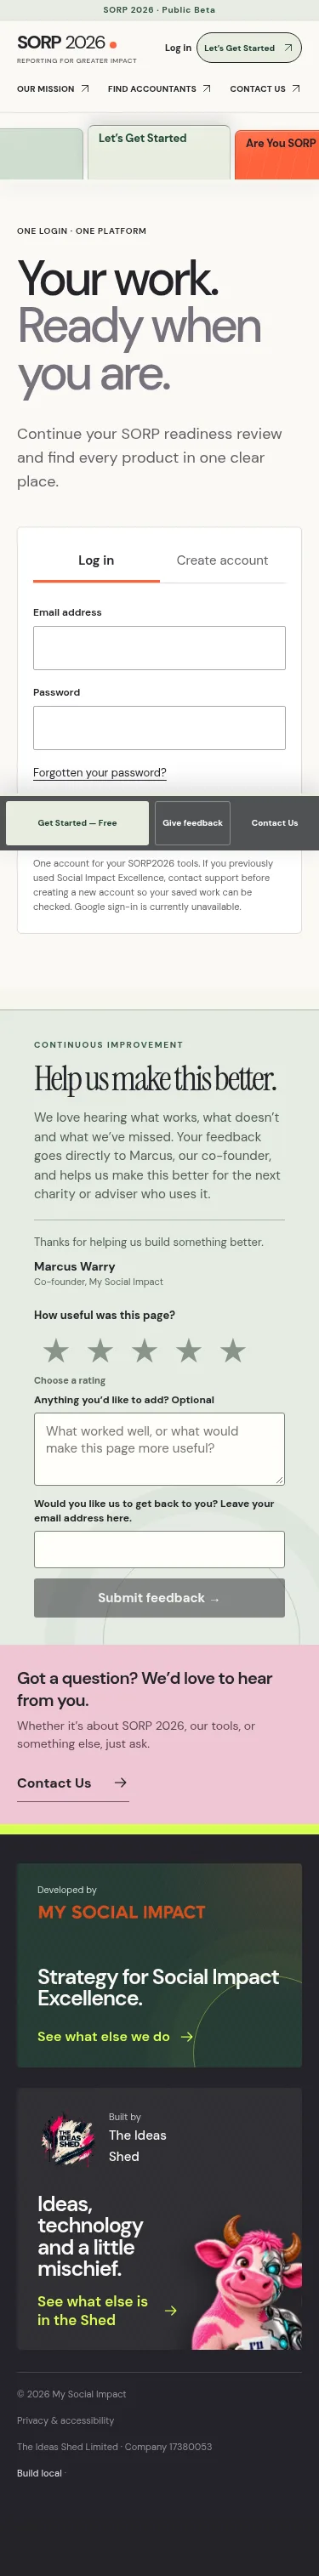 SORP 2026 · Public Beta
SORP 2026
REPORTING FOR GREATER IMPACT
Log in
Let's Get Started
OUR MISSION
FIND ACCOUNTANTS
CONTACT US
Let's Get Started
Are You SORP
ONE LOGIN · ONE PLATFORM
Your work.
Ready when
you are.
Continue your SORP readiness review
and find every product in one clear
place.
Log in
Create account
Email address
Password
Forgotten your password?
Get Started — Free
Give feedback
Contact Us
One account for your SORP2026 tools. If you previously
used Social Impact Excellence, contact support before
creating a new account so your saved work can be
checked. Google sign-in is currently unavailable.
CONTINUOUS IMPROVEMENT
Help us make this better.
We love hearing what works, what doesn't
and what we've missed. Your feedback
goes directly to Marcus, our co-founder,
and helps us make this better for the next
charity or adviser who uses it.
Thanks for helping us build something better.
Marcus Warry
Co-founder, My Social Impact
How useful was this page?
Choose a rating
Anything you'd like to add? Optional
What worked well, or what would
make this page more useful?
Would you like us to get back to you? Leave your
email address here.
Submit feedback →
Got a question? We'd love to hear
from you.
Whether it's about SORP 2026, our tools, or
something else, just ask.
Contact Us
Developed by
MY SOCIAL IMPACT
Strategy for Social Impact
Excellence.
See what else we do
THE IDEAS SHED.
Built by
The Ideas
Shed
Ideas,
technology
and a little
mischief.
See what else is
in the Shed
© 2026 My Social Impact
Privacy & accessibility
The Ideas Shed Limited · Company 17380053
Build local ·